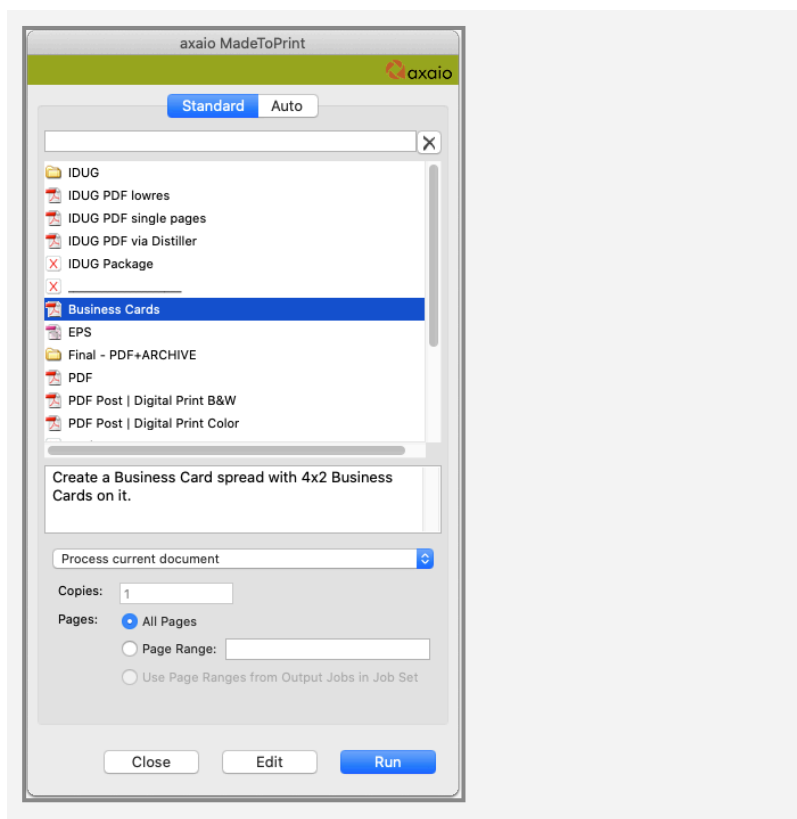 axaio MadeToPrint
axaio
Standard Auto
IDUG
IDUG PDF lowres
IDUG PDF single pages
IDUG PDF via Distiller
IDUG Package
__________________
Business Cards
EPS
Final - PDF+ARCHIVE
PDF
PDF Post | Digital Print B&W
PDF Post | Digital Print Color
Create a Business Card spread with 4x2 Business
Cards on it.
Process current document
Copies: 1
Pages: All Pages
Page Range:
Use Page Ranges from Output Jobs in Job Set
Close Edit Run